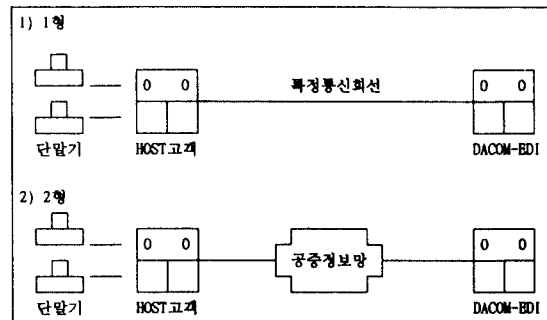 1) 1형
0 0 특정통신회선 0 0
단말기 HOST고객 DACOM-EDI
2) 2형
0 0 공중정보망 0 0
단말기 HOST고객 DACOM-EDI